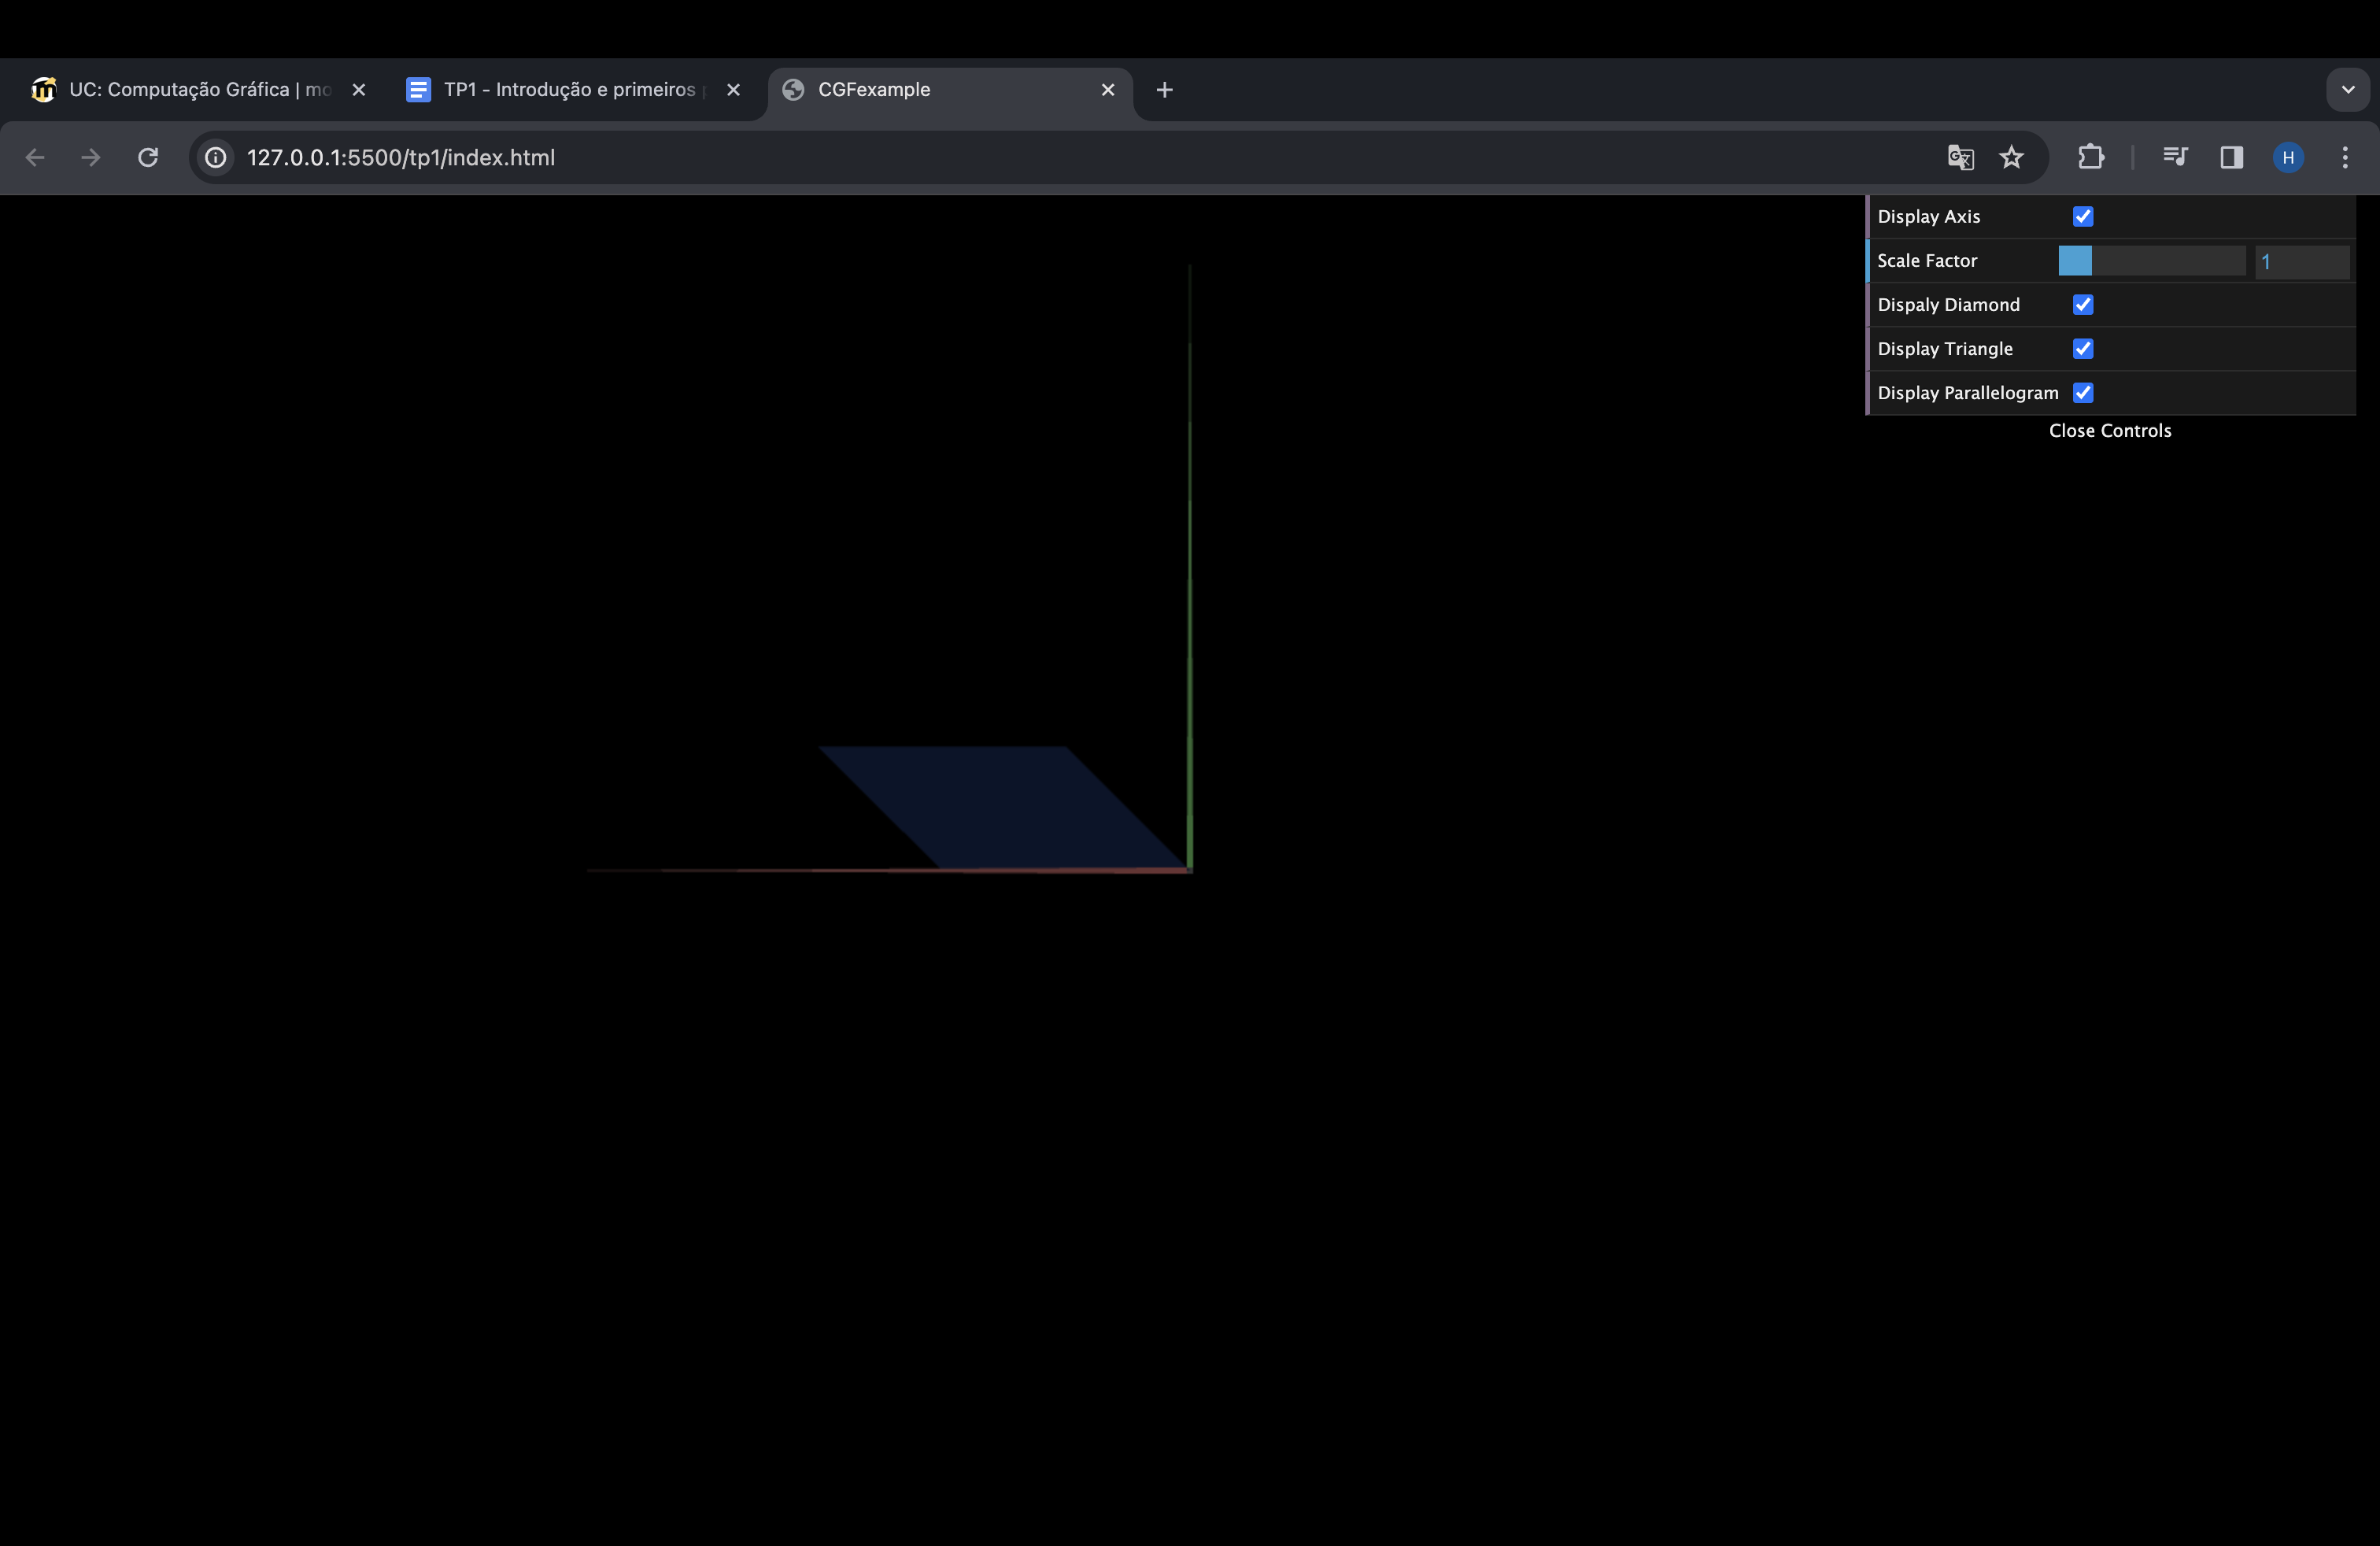 UC: Computação Gráfica | mo
TP1 - Introdução e primeiros p
CGFexample
127.0.0.1:5500/tp1/index.html
H
Display Axis
Scale Factor 1
Dispaly Diamond
Display Triangle
Display Parallelogram
Close Controls